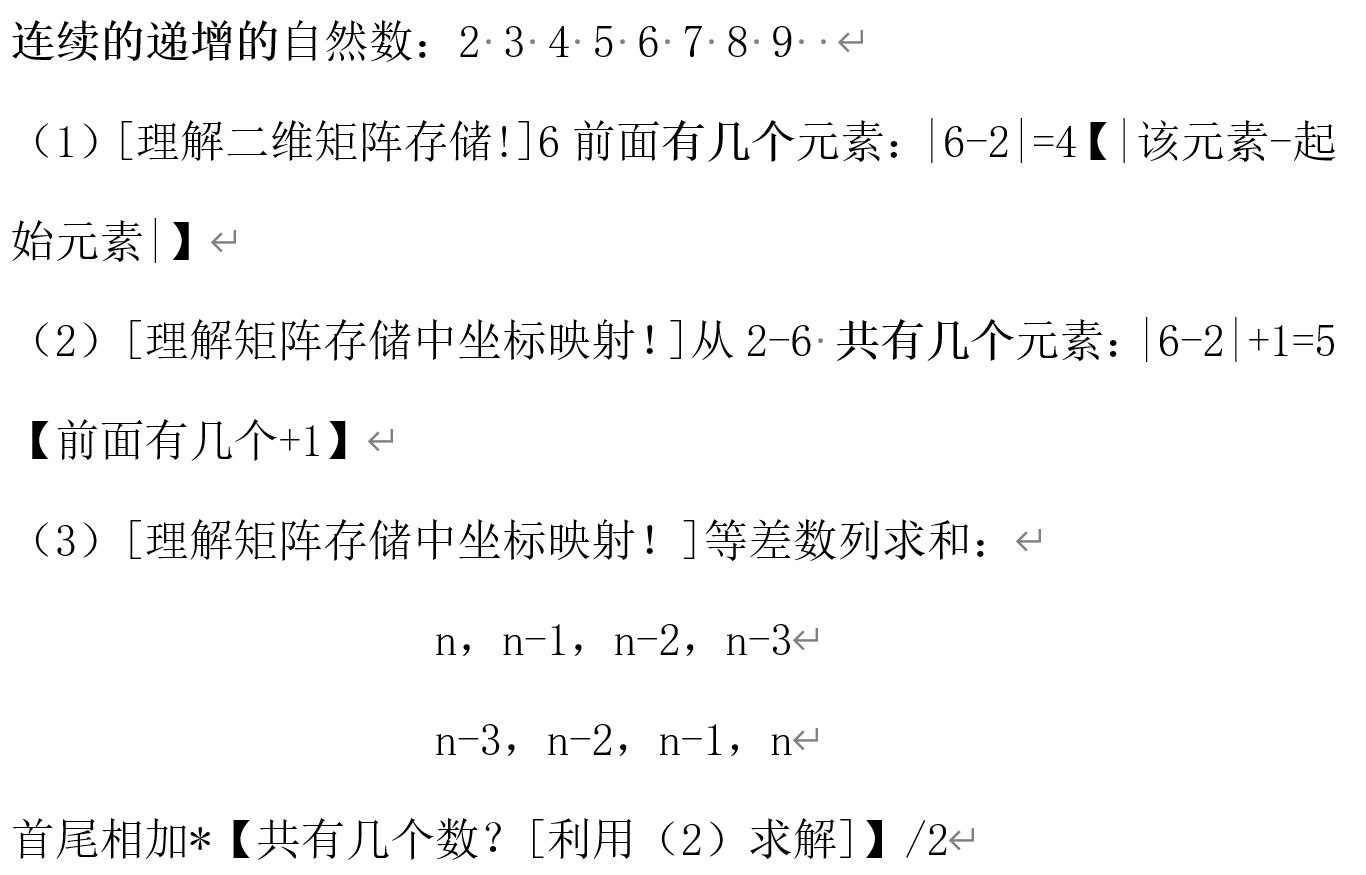 连续的递增的自然数：2 3 4 5 6 7 8 9
（1）[理解二维矩阵存储!]6 前面有几个元素：|6-2|=4【|该元素-起
始元素|】
（2）[理解矩阵存储中坐标映射！]从 2-6 共有几个元素：|6-2|+1=5
【前面有几个+1】
（3）[理解矩阵存储中坐标映射！]等差数列求和：
n，n-1，n-2，n-3
n-3，n-2，n-1，n
首尾相加*【共有几个数？[利用（2）求解]】/2